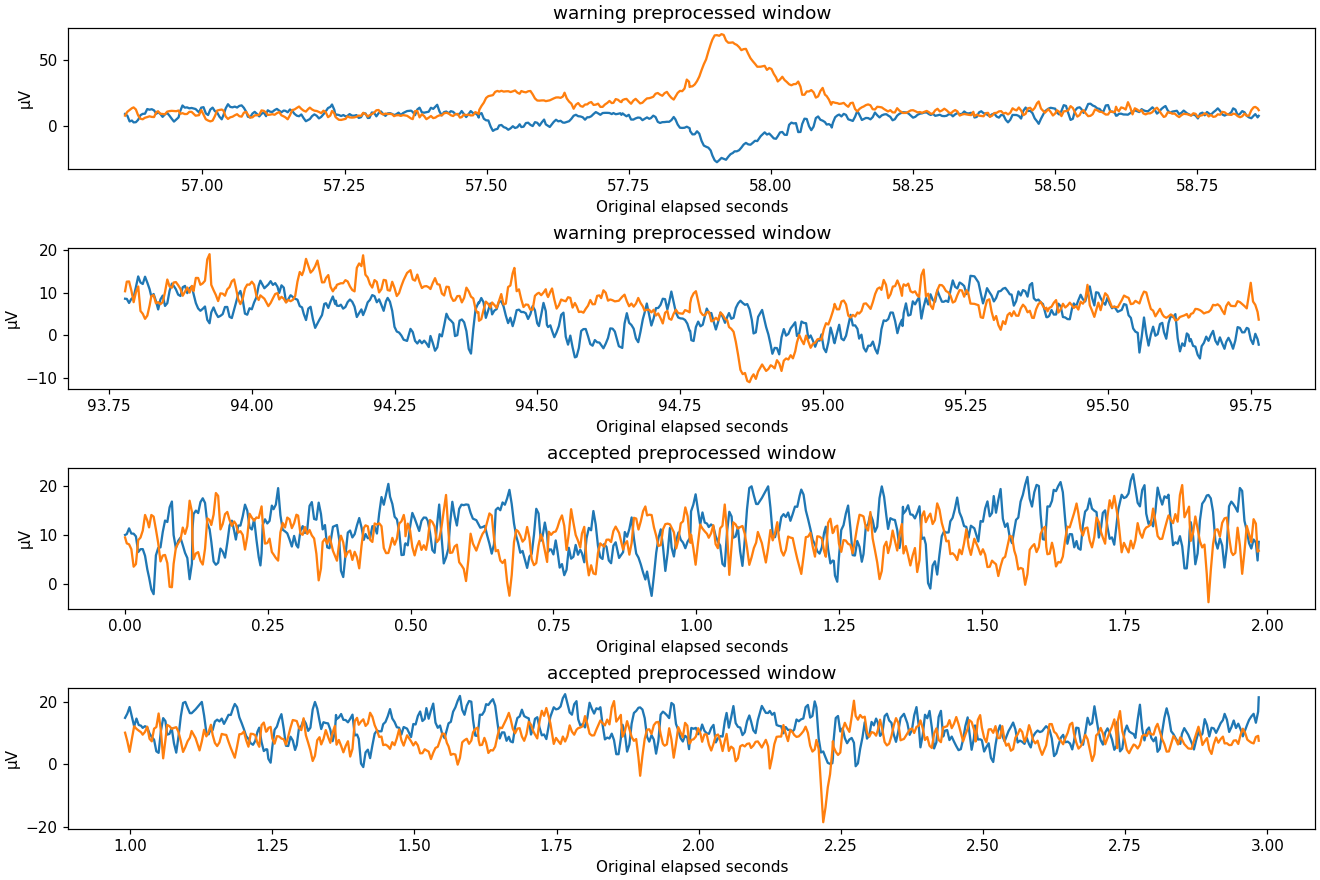 warning preprocessed window
50
0
µV
57.00 57.25 57.50 57.75 58.00 58.25 58.50 58.75
Original elapsed seconds
warning preprocessed window
20
10
0
−10
µV
93.75 94.00 94.25 94.50 94.75 95.00 95.25 95.50 95.75
Original elapsed seconds
accepted preprocessed window
20
10
0
µV
0.00 0.25 0.50 0.75 1.00 1.25 1.50 1.75 2.00
Original elapsed seconds
accepted preprocessed window
20
0
−20
µV
1.00 1.25 1.50 1.75 2.00 2.25 2.50 2.75 3.00
Original elapsed seconds